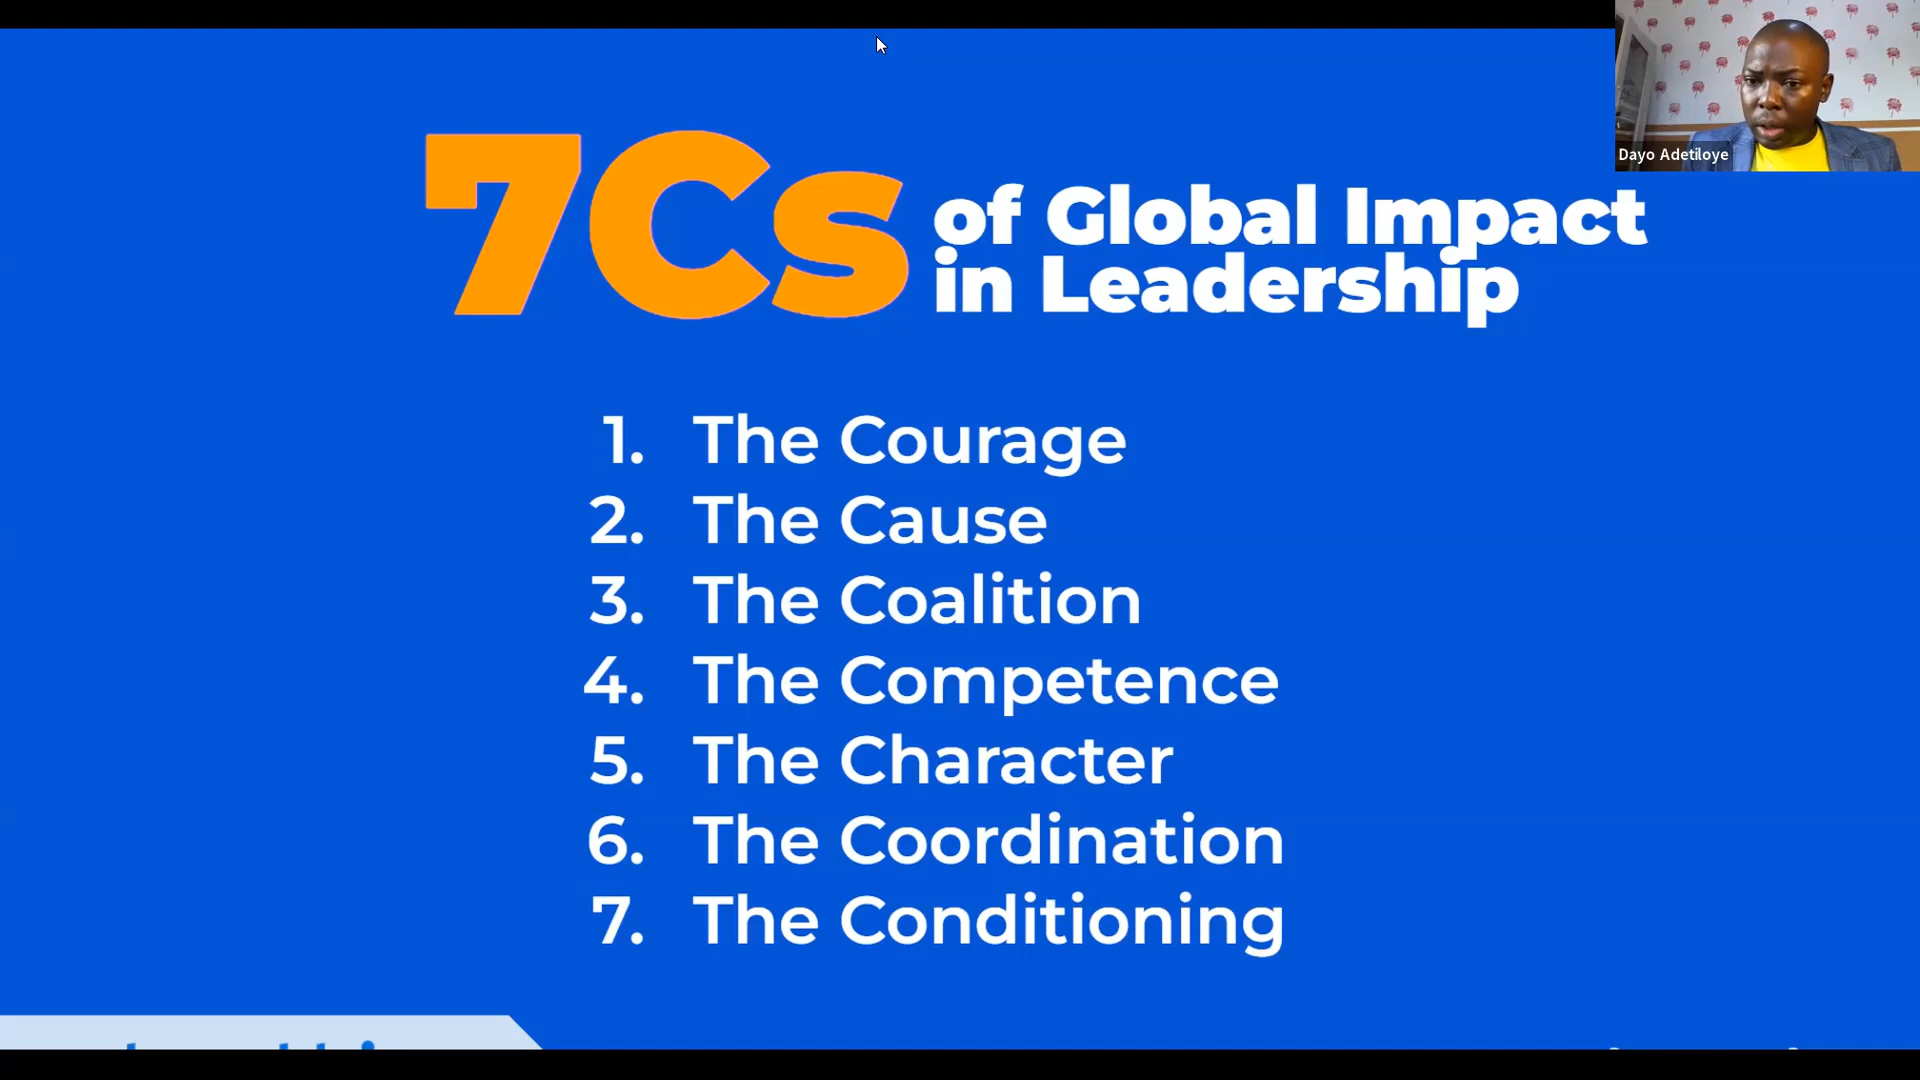 Dayo Adetiloye
7Cs of Global Impact
in Leadership
1. The Courage
2. The Cause
3. The Coalition
4. The Competence
5. The Character
6. The Coordination
7. The Conditioning